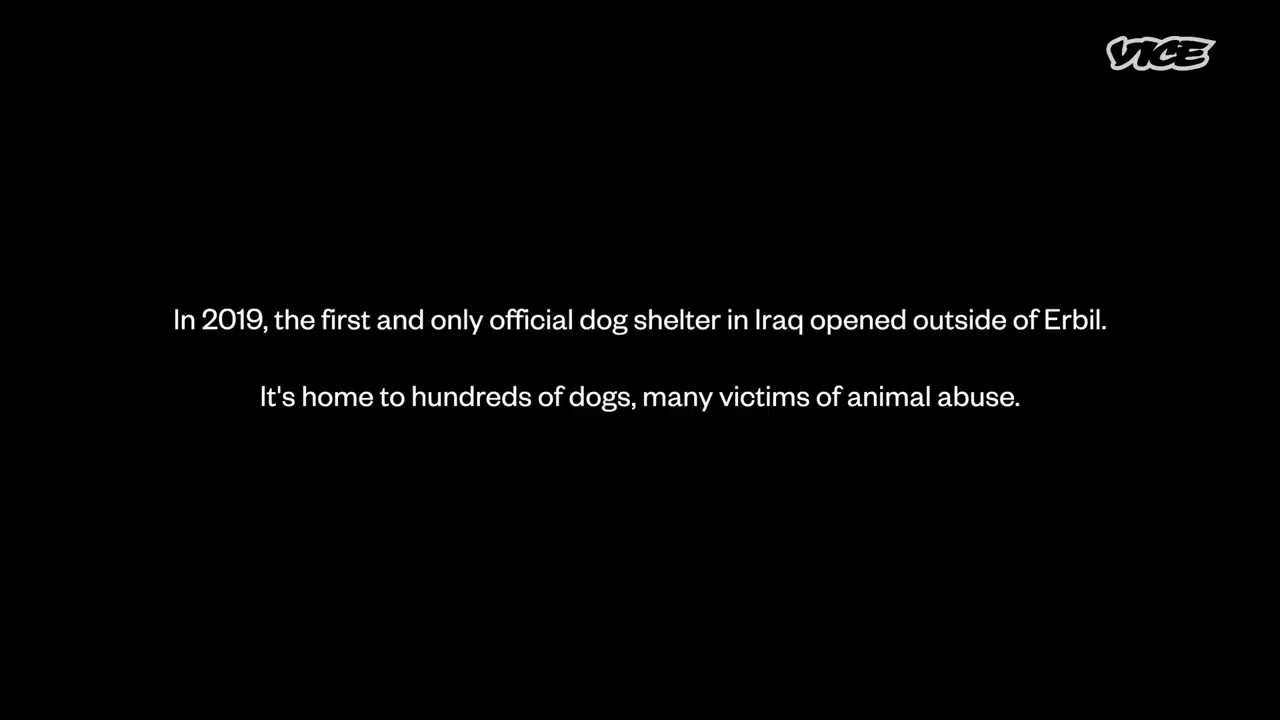 VICE
In 2019, the first and only official dog shelter in Iraq opened outside of Erbil.
It's home to hundreds of dogs, many victims of animal abuse.